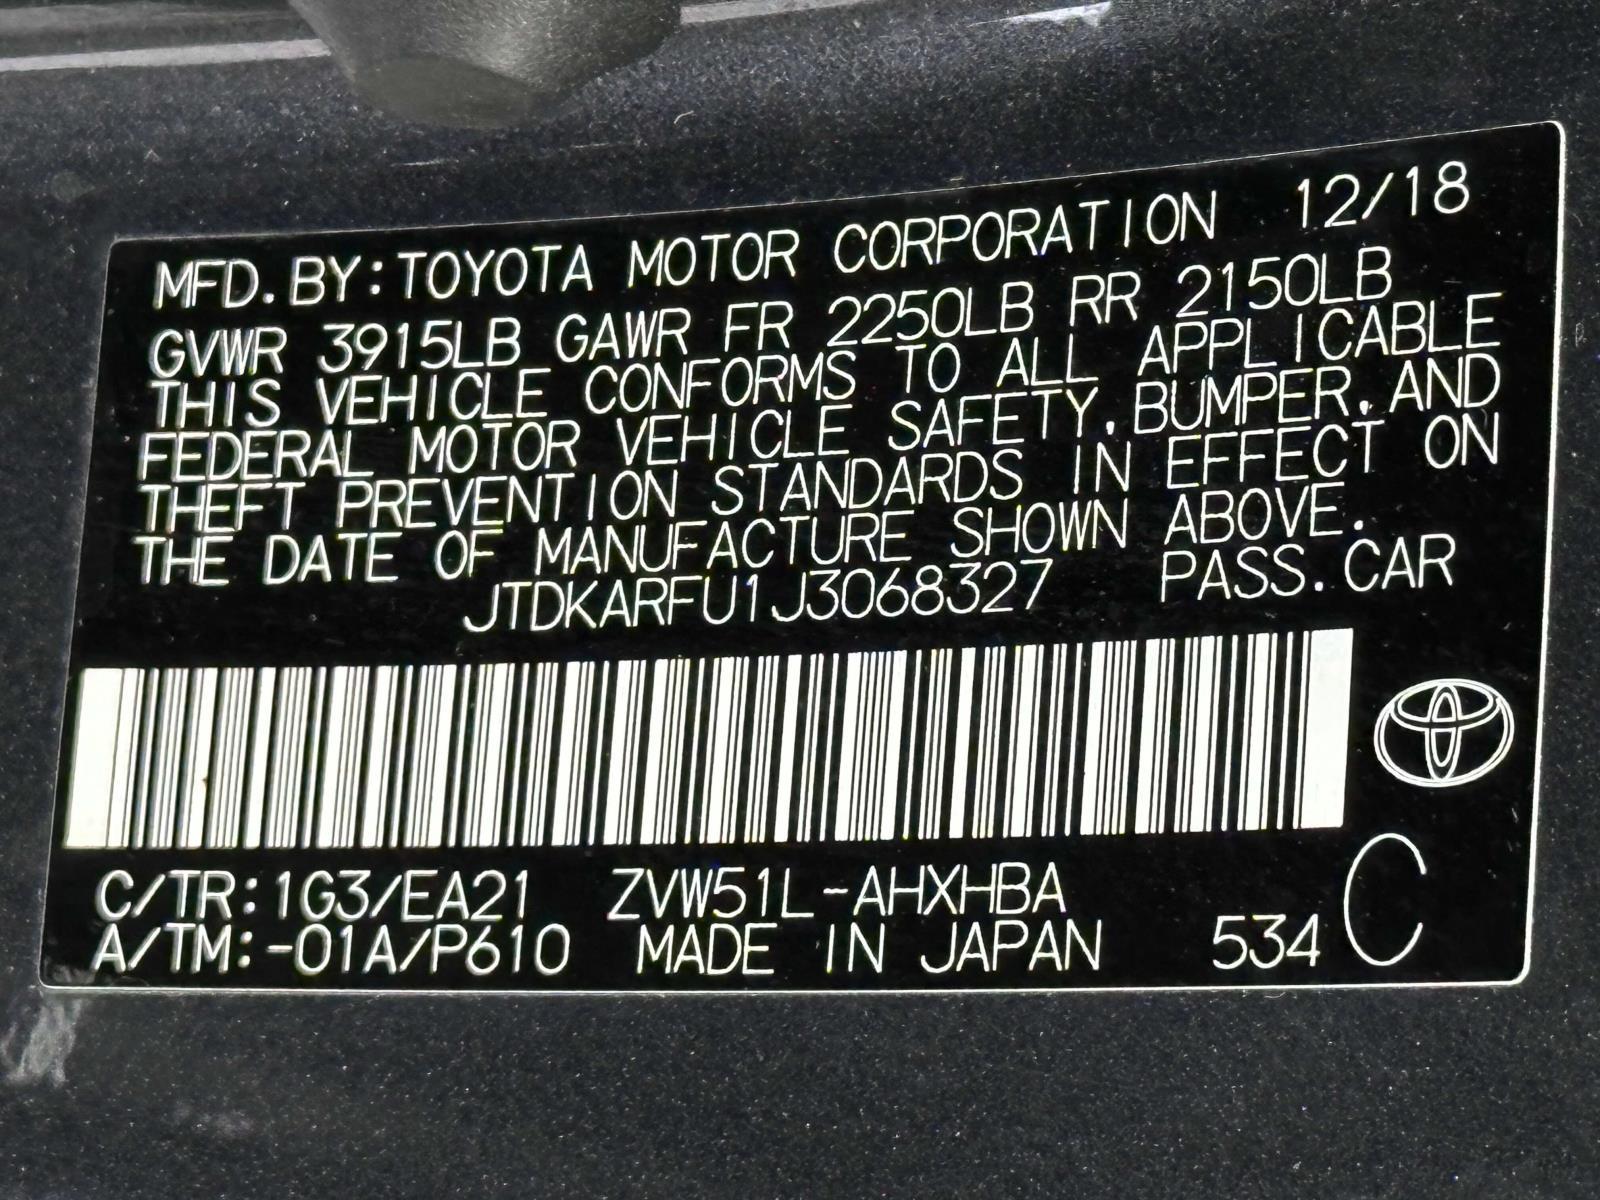 MFD. BY: TOYOTA MOTOR CORPORATION 12/18
GVWR 3915LB GAWR FR 2250LB RR 2150LB
THIS VEHICLE CONFORMS TO ALL APPLICABLE
FEDERAL MOTOR VEHICLE SAFETY, BUMPER, AND
THEFT PREVENTION STANDARDS IN EFFECT ON
THE DATE OF MANUFACTURE SHOWN ABOVE.
JTDKARFU1J3068327 PASS. CAR
C/TR: 1G3/EA21 ZVW51L-AHXHBA
A/TM: -01A/P610 MADE IN JAPAN 534 C